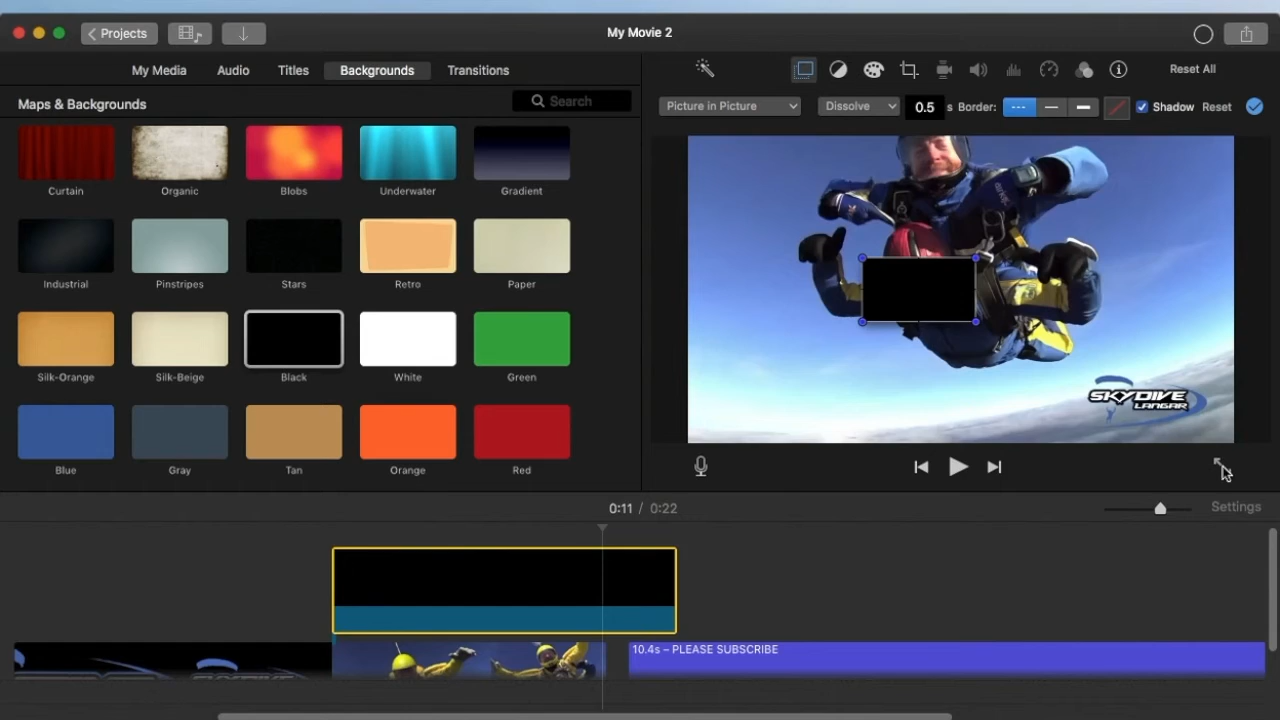 Projects
My Movie 2
My Media Audio Titles Backgrounds Transitions
Reset All
Maps & Backgrounds
Search
Picture in Picture
Dissolve
0.5 s Border:
Shadow Reset
Curtain Organic Blobs Underwater Gradient
Industrial Pinstripes Stars Retro Paper
Silk-Orange Silk-Beige Black White Green
Blue Gray Tan Orange Red
SKYDIVE
LANGAR
0:11 / 0:22
Settings
10.4s – PLEASE SUBSCRIBE